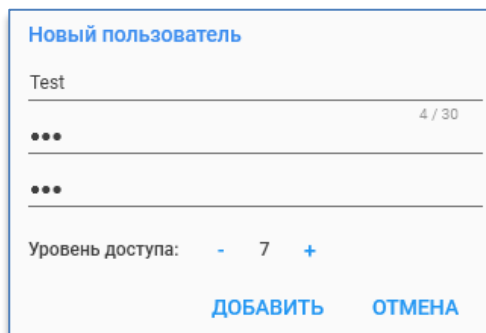 Новый пользователь
Test
4 / 30
•••
•••
Уровень доступа: - 7 +
ДОБАВИТЬ ОТМЕНА